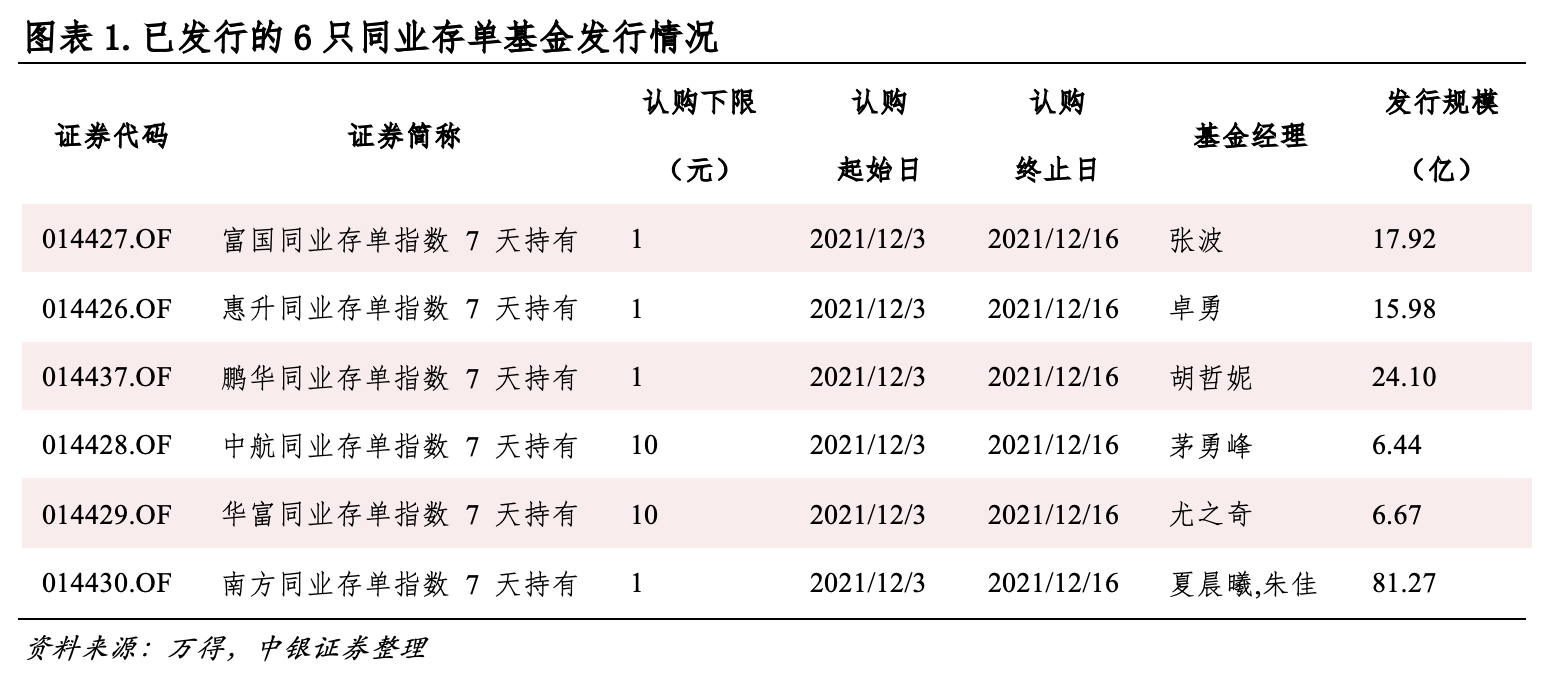 图表 1. 已发行的 6 只同业存单基金发行情况
证券代码 证券简称 认购下限（元） 认购起始日 认购终止日 基金经理 发行规模（亿）
014427.OF 富国同业存单指数 7 天持有 1 2021/12/3 2021/12/16 张波 17.92
014426.OF 惠升同业存单指数 7 天持有 1 2021/12/3 2021/12/16 卓勇 15.98
014437.OF 鹏华同业存单指数 7 天持有 1 2021/12/3 2021/12/16 胡哲妮 24.10
014428.OF 中航同业存单指数 7 天持有 10 2021/12/3 2021/12/16 茅勇峰 6.44
014429.OF 华富同业存单指数 7 天持有 10 2021/12/3 2021/12/16 尤之奇 6.67
014430.OF 南方同业存单指数 7 天持有 1 2021/12/3 2021/12/16 夏晨曦,朱佳 81.27
资料来源：万得，中银证券整理